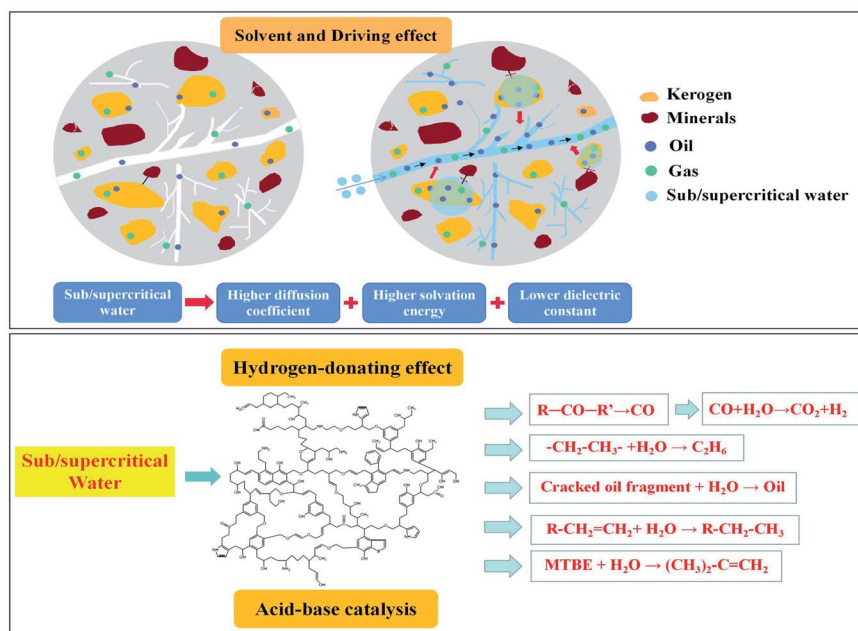 Solvent and Driving effect
Kerogen
Minerals
Oil
Gas
Sub/supercritical water
Sub/supercritical
water
Higher diffusion
coefficient
Higher solvation
energy
Lower dielectric
constant
Hydrogen-donating effect
Sub/supercritical
Water
R—CO—R'→CO
CO+H₂O→CO₂+H₂
-CH₂-CH₃- +H₂O → C₂H₆
Cracked oil fragment + H₂O → Oil
R-CH₂=CH₂+ H₂O → R-CH₂-CH₃
MTBE + H₂O → (CH₃)₂-C=CH₂
Acid-base catalysis